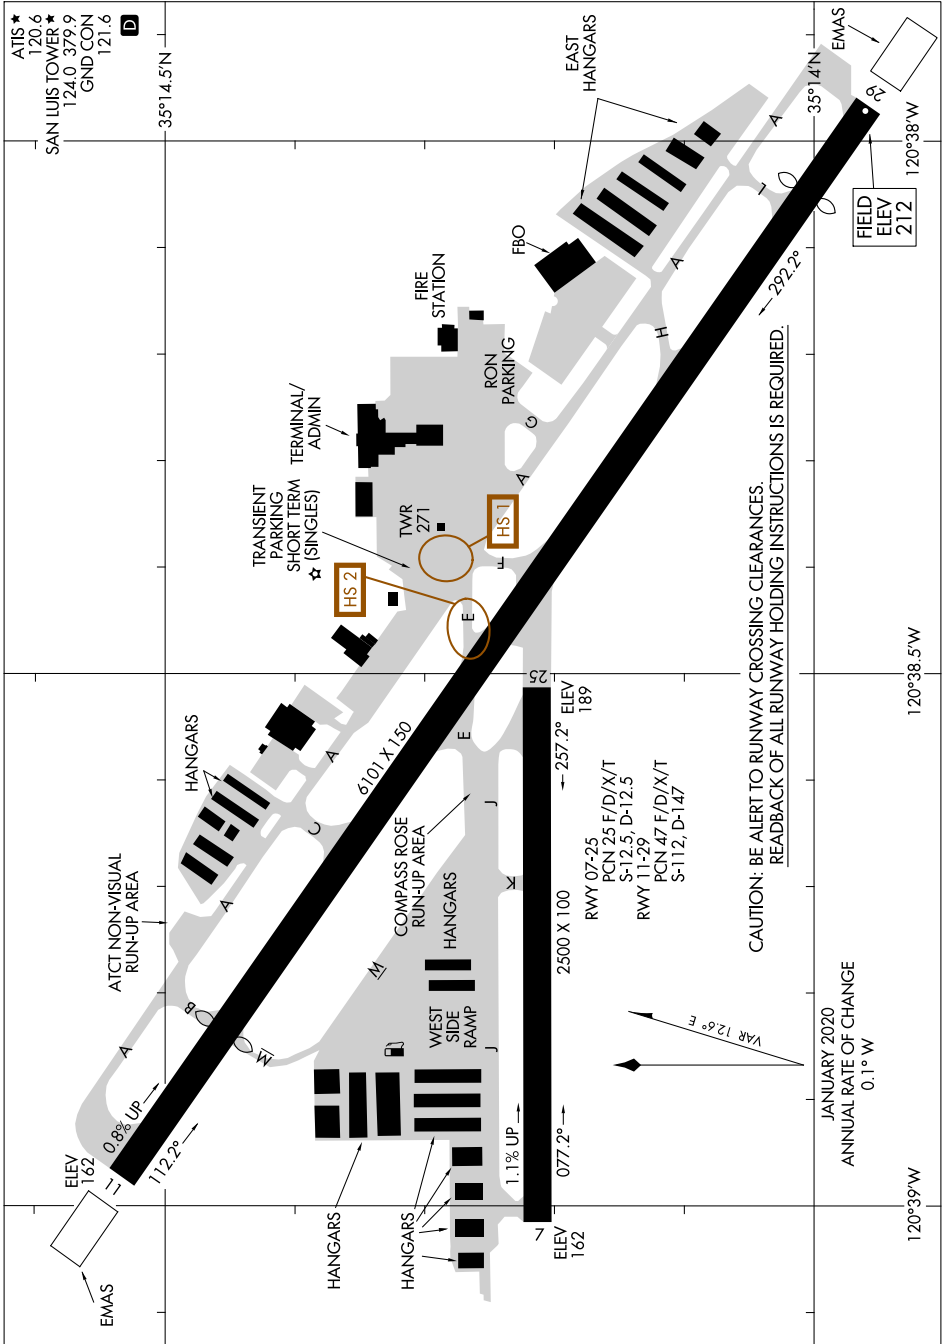 ATIS ★
120.6
SAN LUIS TOWER ★
124.0 379.9
GND CON
121.6
D
35°14.5'N
EAST
HANGARS
EMAS
35°14'N
29
120°38'W
FIELD
ELEV
212
A
L
FBO
A
292.2°
H
FIRE
STATION
RON
PARKING
G
A
TERMINAL/
ADMIN
TRANSIENT
PARKING
SHORT TERM
(SINGLES)
TWR
271
HS 1
F
HS 2
E
120°38.5'W
25
ELEV
189
257.2°
E
J
HANGARS
A
6101 X 150
C
A
COMPASS ROSE
RUN-UP AREA
K
HANGARS
ATCT NON-VISUAL
RUN-UP AREA
M
B
M
A
WEST
SIDE
RAMP
J
2500 X 100
RWY 07-25
PCN 25 F/D/X/T
S-12.5, D-12.5
RWY 11-29
PCN 47 F/D/X/T
S-112, D-147
CAUTION: BE ALERT TO RUNWAY CROSSING CLEARANCES.
READBACK OF ALL RUNWAY HOLDING INSTRUCTIONS IS REQUIRED.
VAR 12.6° E
JANUARY 2020
ANNUAL RATE OF CHANGE
0.1° W
0.8% UP
112.2°
ELEV
162
11
EMAS
HANGARS
HANGARS
1.1% UP
077.2°
7
ELEV
162
120°39'W